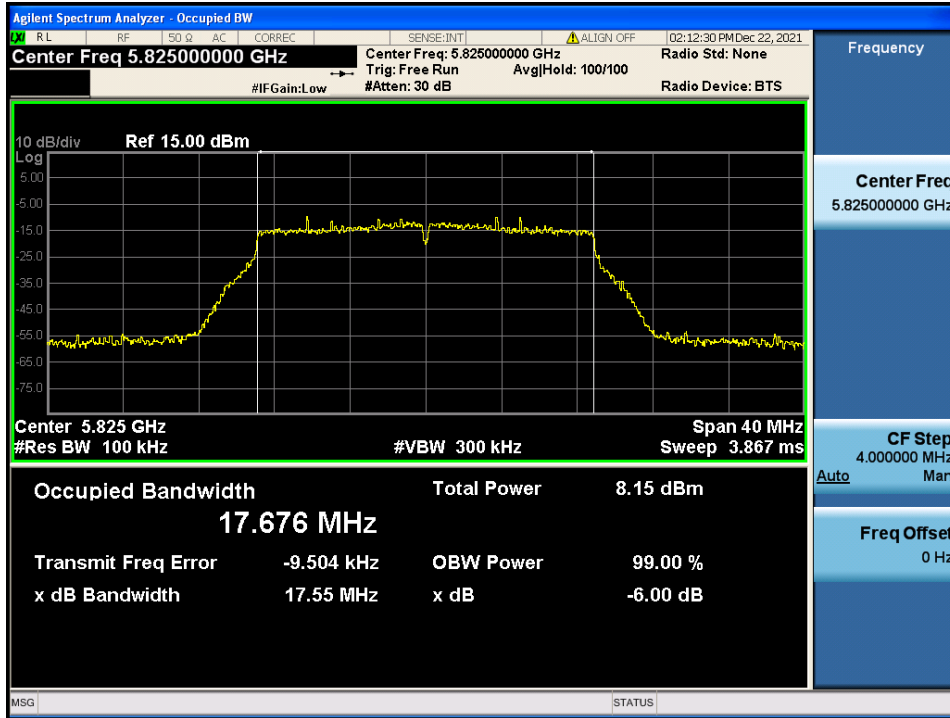 Agilent Spectrum Analyzer - Occupied BW
LXI RL RF 50 Ω AC CORREC SENSE:INT ALIGN OFF 02:12:30 PM Dec 22, 2021
Center Freq 5.825000000 GHz
Center Freq: 5.825000000 GHz Radio Std: None
Trig: Free Run Avg|Hold: 100/100
#IFGain:Low #Atten: 30 dB Radio Device: BTS
Frequency
10 dB/div Ref 15.00 dBm
Log
5.00
-5.00
-15.0
-25.0
-35.0
-45.0
-55.0
-65.0
-75.0
Center 5.825 GHz Span 40 MHz
#Res BW 100 kHz #VBW 300 kHz Sweep 3.867 ms
Occupied Bandwidth Total Power 8.15 dBm
17.676 MHz
Transmit Freq Error -9.504 kHz OBW Power 99.00 %
x dB Bandwidth 17.55 MHz x dB -6.00 dB
Center Freq
5.825000000 GHz
CF Step
4.000000 MHz
Auto Man
Freq Offset
0 Hz
MSG STATUS